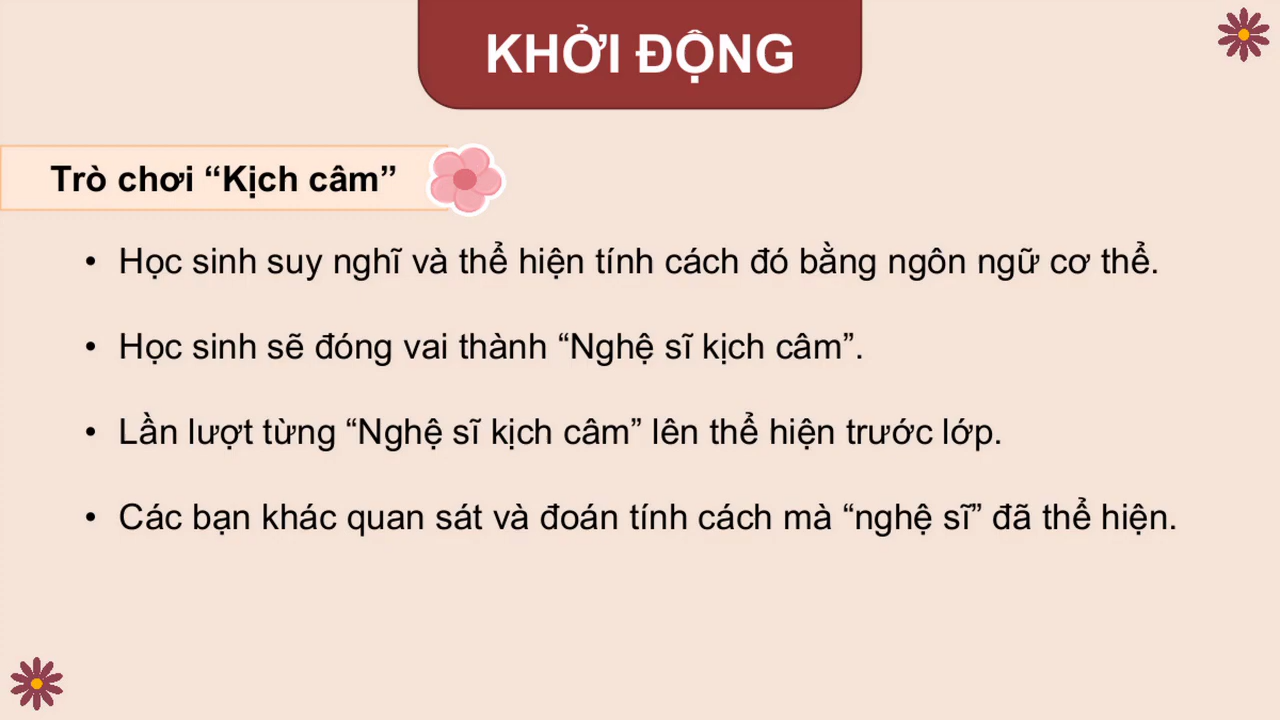 KHỞI ĐỘNG
Trò chơi “Kịch câm”
• Học sinh suy nghĩ và thể hiện tính cách đó bằng ngôn ngữ cơ thể.
• Học sinh sẽ đóng vai thành “Nghệ sĩ kịch câm”.
• Lần lượt từng “Nghệ sĩ kịch câm” lên thể hiện trước lớp.
• Các bạn khác quan sát và đoán tính cách mà “nghệ sĩ” đã thể hiện.